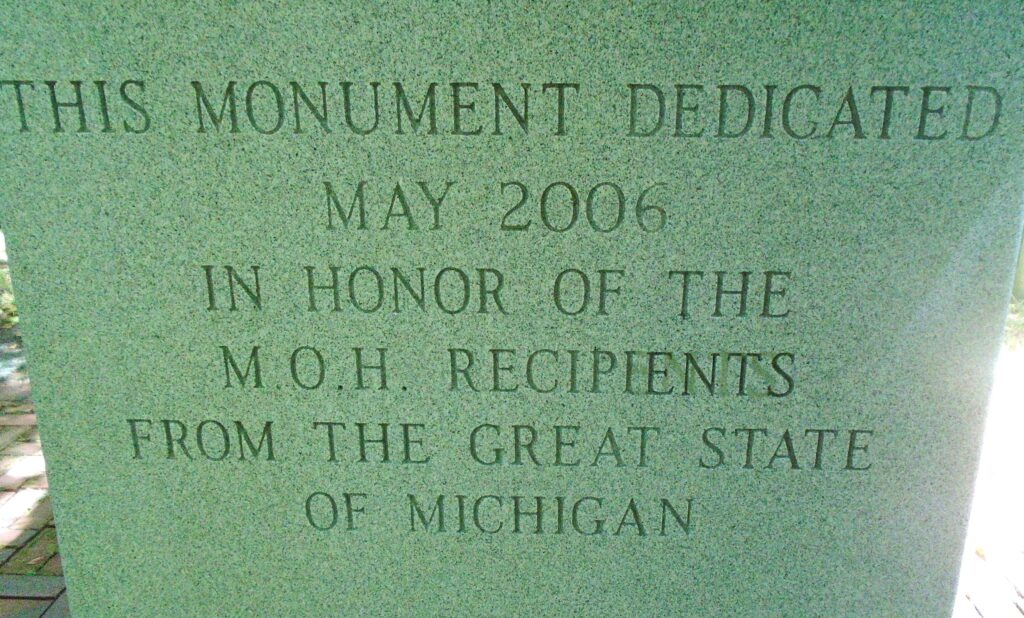 THIS MONUMENT DEDICATED
MAY 2006
IN HONOR OF THE
M.O.H. RECIPIENTS
FROM THE GREAT STATE
OF MICHIGAN